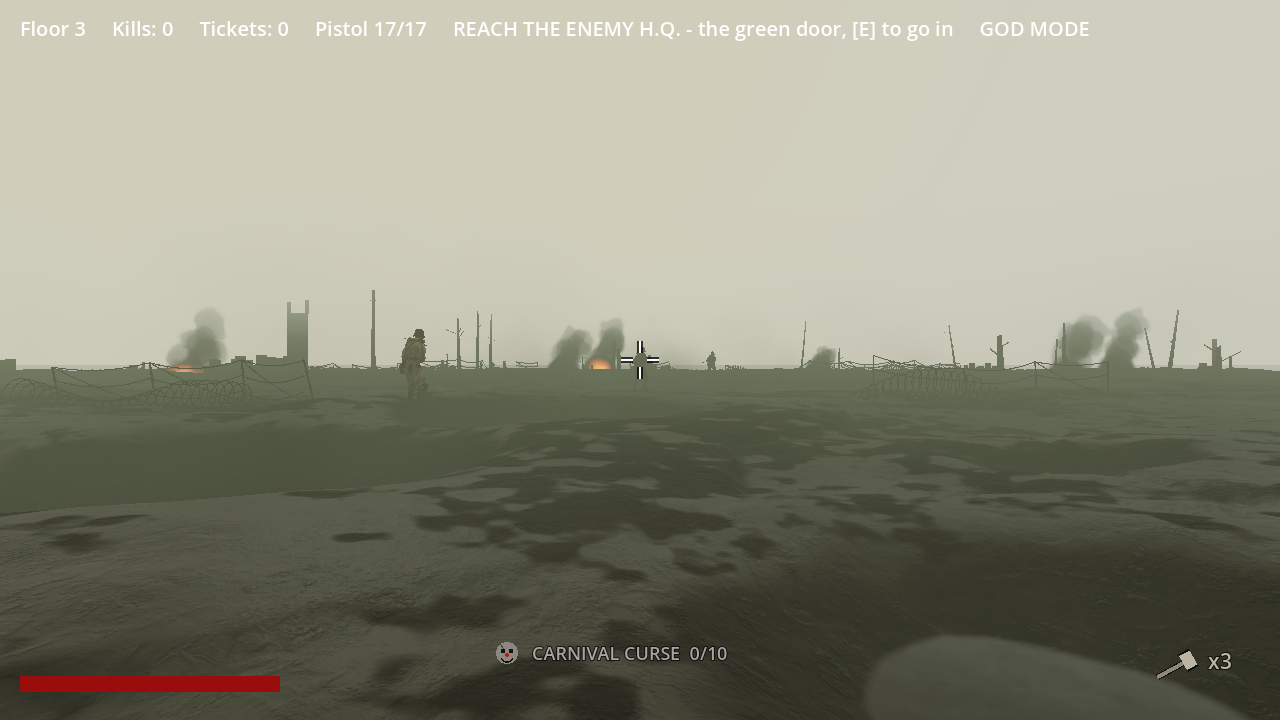 Floor 3 Kills: 0 Tickets: 0 Pistol 17/17 REACH THE ENEMY H.Q. - the green door, [E] to go in GOD MODE
CARNIVAL CURSE 0/10
x3